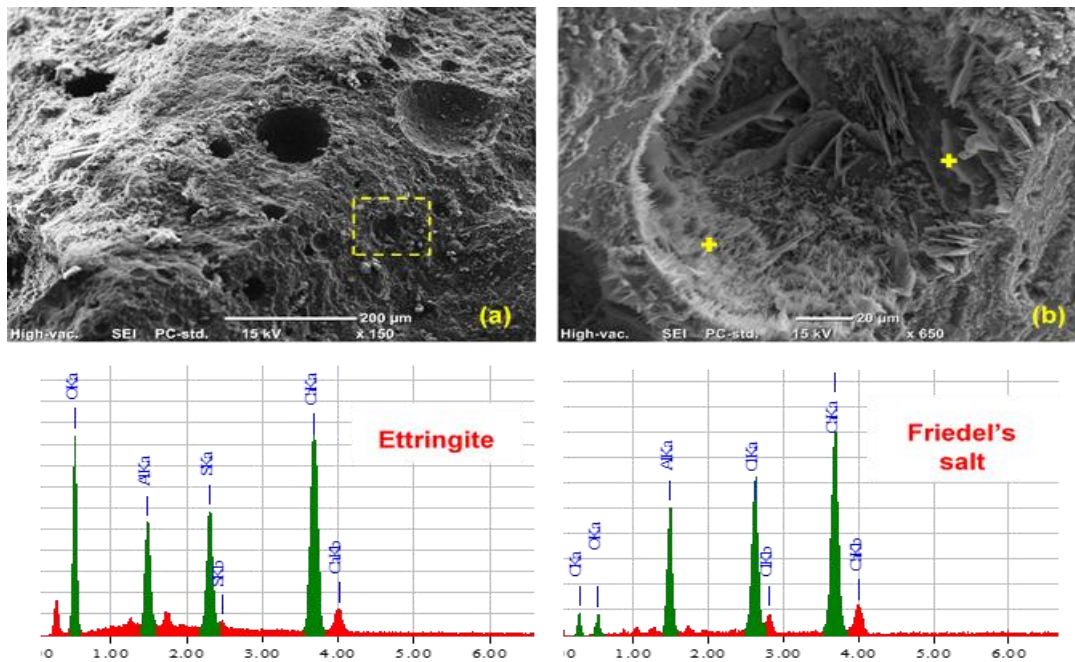 (a)
200 µm
High-vac. SEI PC-std. 15 kV x 150
(b)
20 µm
High-vac. SEI PC-std. 15 kV x 650
Ettringite
OKa
AlKa
SKa
SKb
CaKa
CaKb
:00 1.00 2.00 3.00 4.00 5.00 6.00
Friedel's
salt
CKa
OKa
AlKa
ClKa
ClKb
CaKa
CaKb
:00 1.00 2.00 3.00 4.00 5.00 6.00